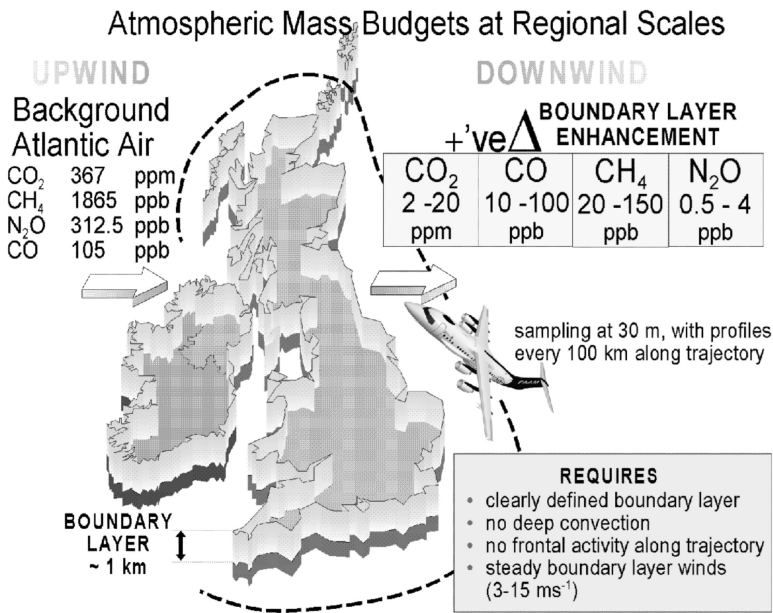 Atmospheric Mass Budgets at Regional Scales
UPWIND
DOWNWIND
Background
Atlantic Air
CO₂ 367 ppm
CH₄ 1865 ppb
N₂O 312.5 ppb
CO 105 ppb
+'ve Δ BOUNDARY LAYER
ENHANCEMENT
CO₂ CO CH₄ N₂O
2 -20 10 -100 20 -150 0.5 - 4
ppm ppb ppb ppb
sampling at 30 m, with profiles
every 100 km along trajectory
FAAM
BOUNDARY
LAYER
~ 1 km
REQUIRES
• clearly defined boundary layer
• no deep convection
• no frontal activity along trajectory
• steady boundary layer winds
(3-15 ms⁻¹)